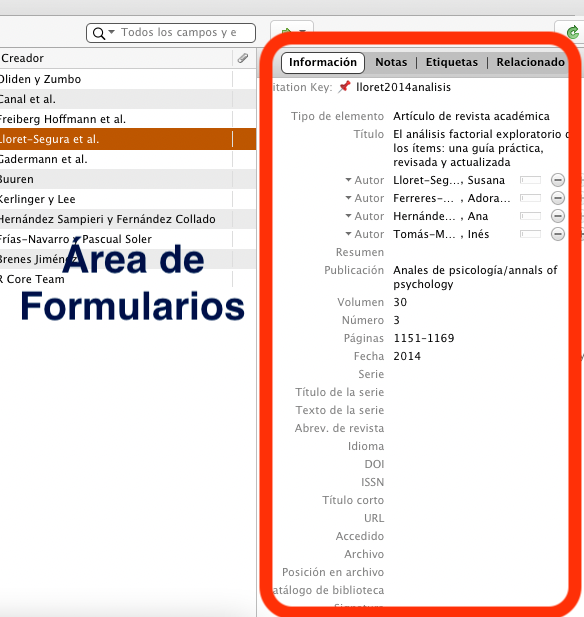 Todos los campos y e
Creador
Oliden y Zumbo
Canal et al.
Freiberg Hoffmann et al.
Lloret-Segura et al.
Gadermann et al.
Buuren
Kerlinger y Lee
Hernández Sampieri y Fernández Collado
Frías-Navarro y Pascual Soler
Brenes Jiménez
R Core Team
Área de
Formularios
Información Notas Etiquetas Relacionado
itation Key: lloret2014analisis
Tipo de elemento Artículo de revista académica
Título El análisis factorial exploratorio d
los ítems: una guía práctica,
revisada y actualizada
Autor Lloret-Seg... , Susana
Autor Ferreres-... , Adora...
Autor Hernánde... , Ana
Autor Tomás-M... , Inés
Resumen
Publicación Anales de psicología/annals of
psychology
Volumen 30
Número 3
Páginas 1151-1169
Fecha 2014
Serie
Título de la serie
Texto de la serie
Abrev. de revista
Idioma
DOI
ISSN
Título corto
URL
Accedido
Archivo
Posición en archivo
atálogo de biblioteca